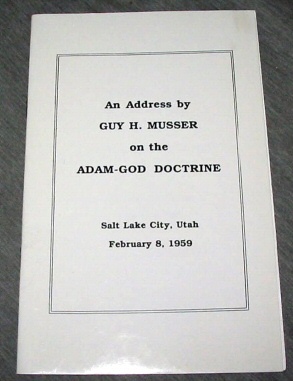 An Address by
GUY H. MUSSER
on the
ADAM-GOD DOCTRINE
Salt Lake City, Utah
February 8, 1959